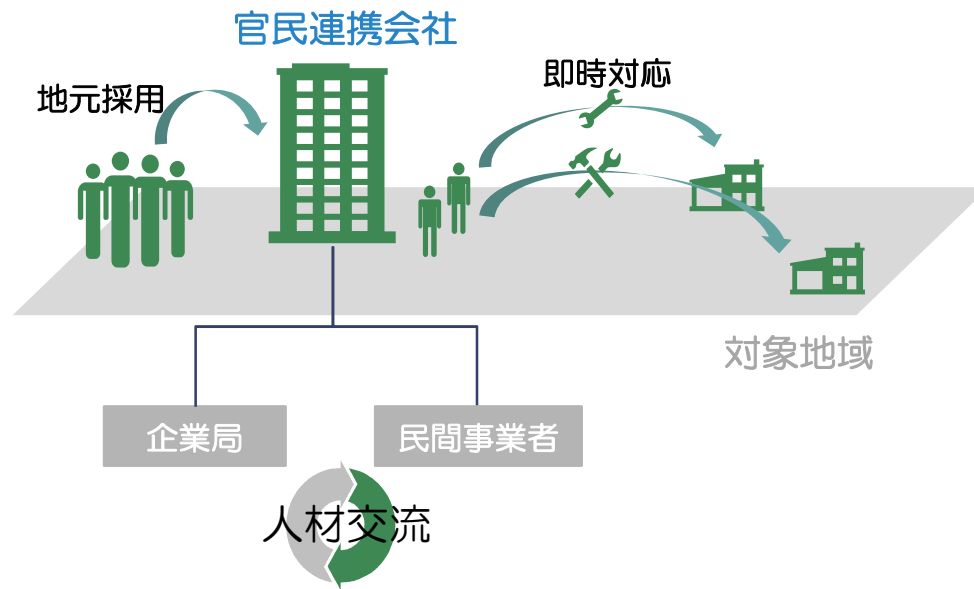 官民連携会社
地元採用
即時対応
対象地域
企業局
民間事業者
人材交流